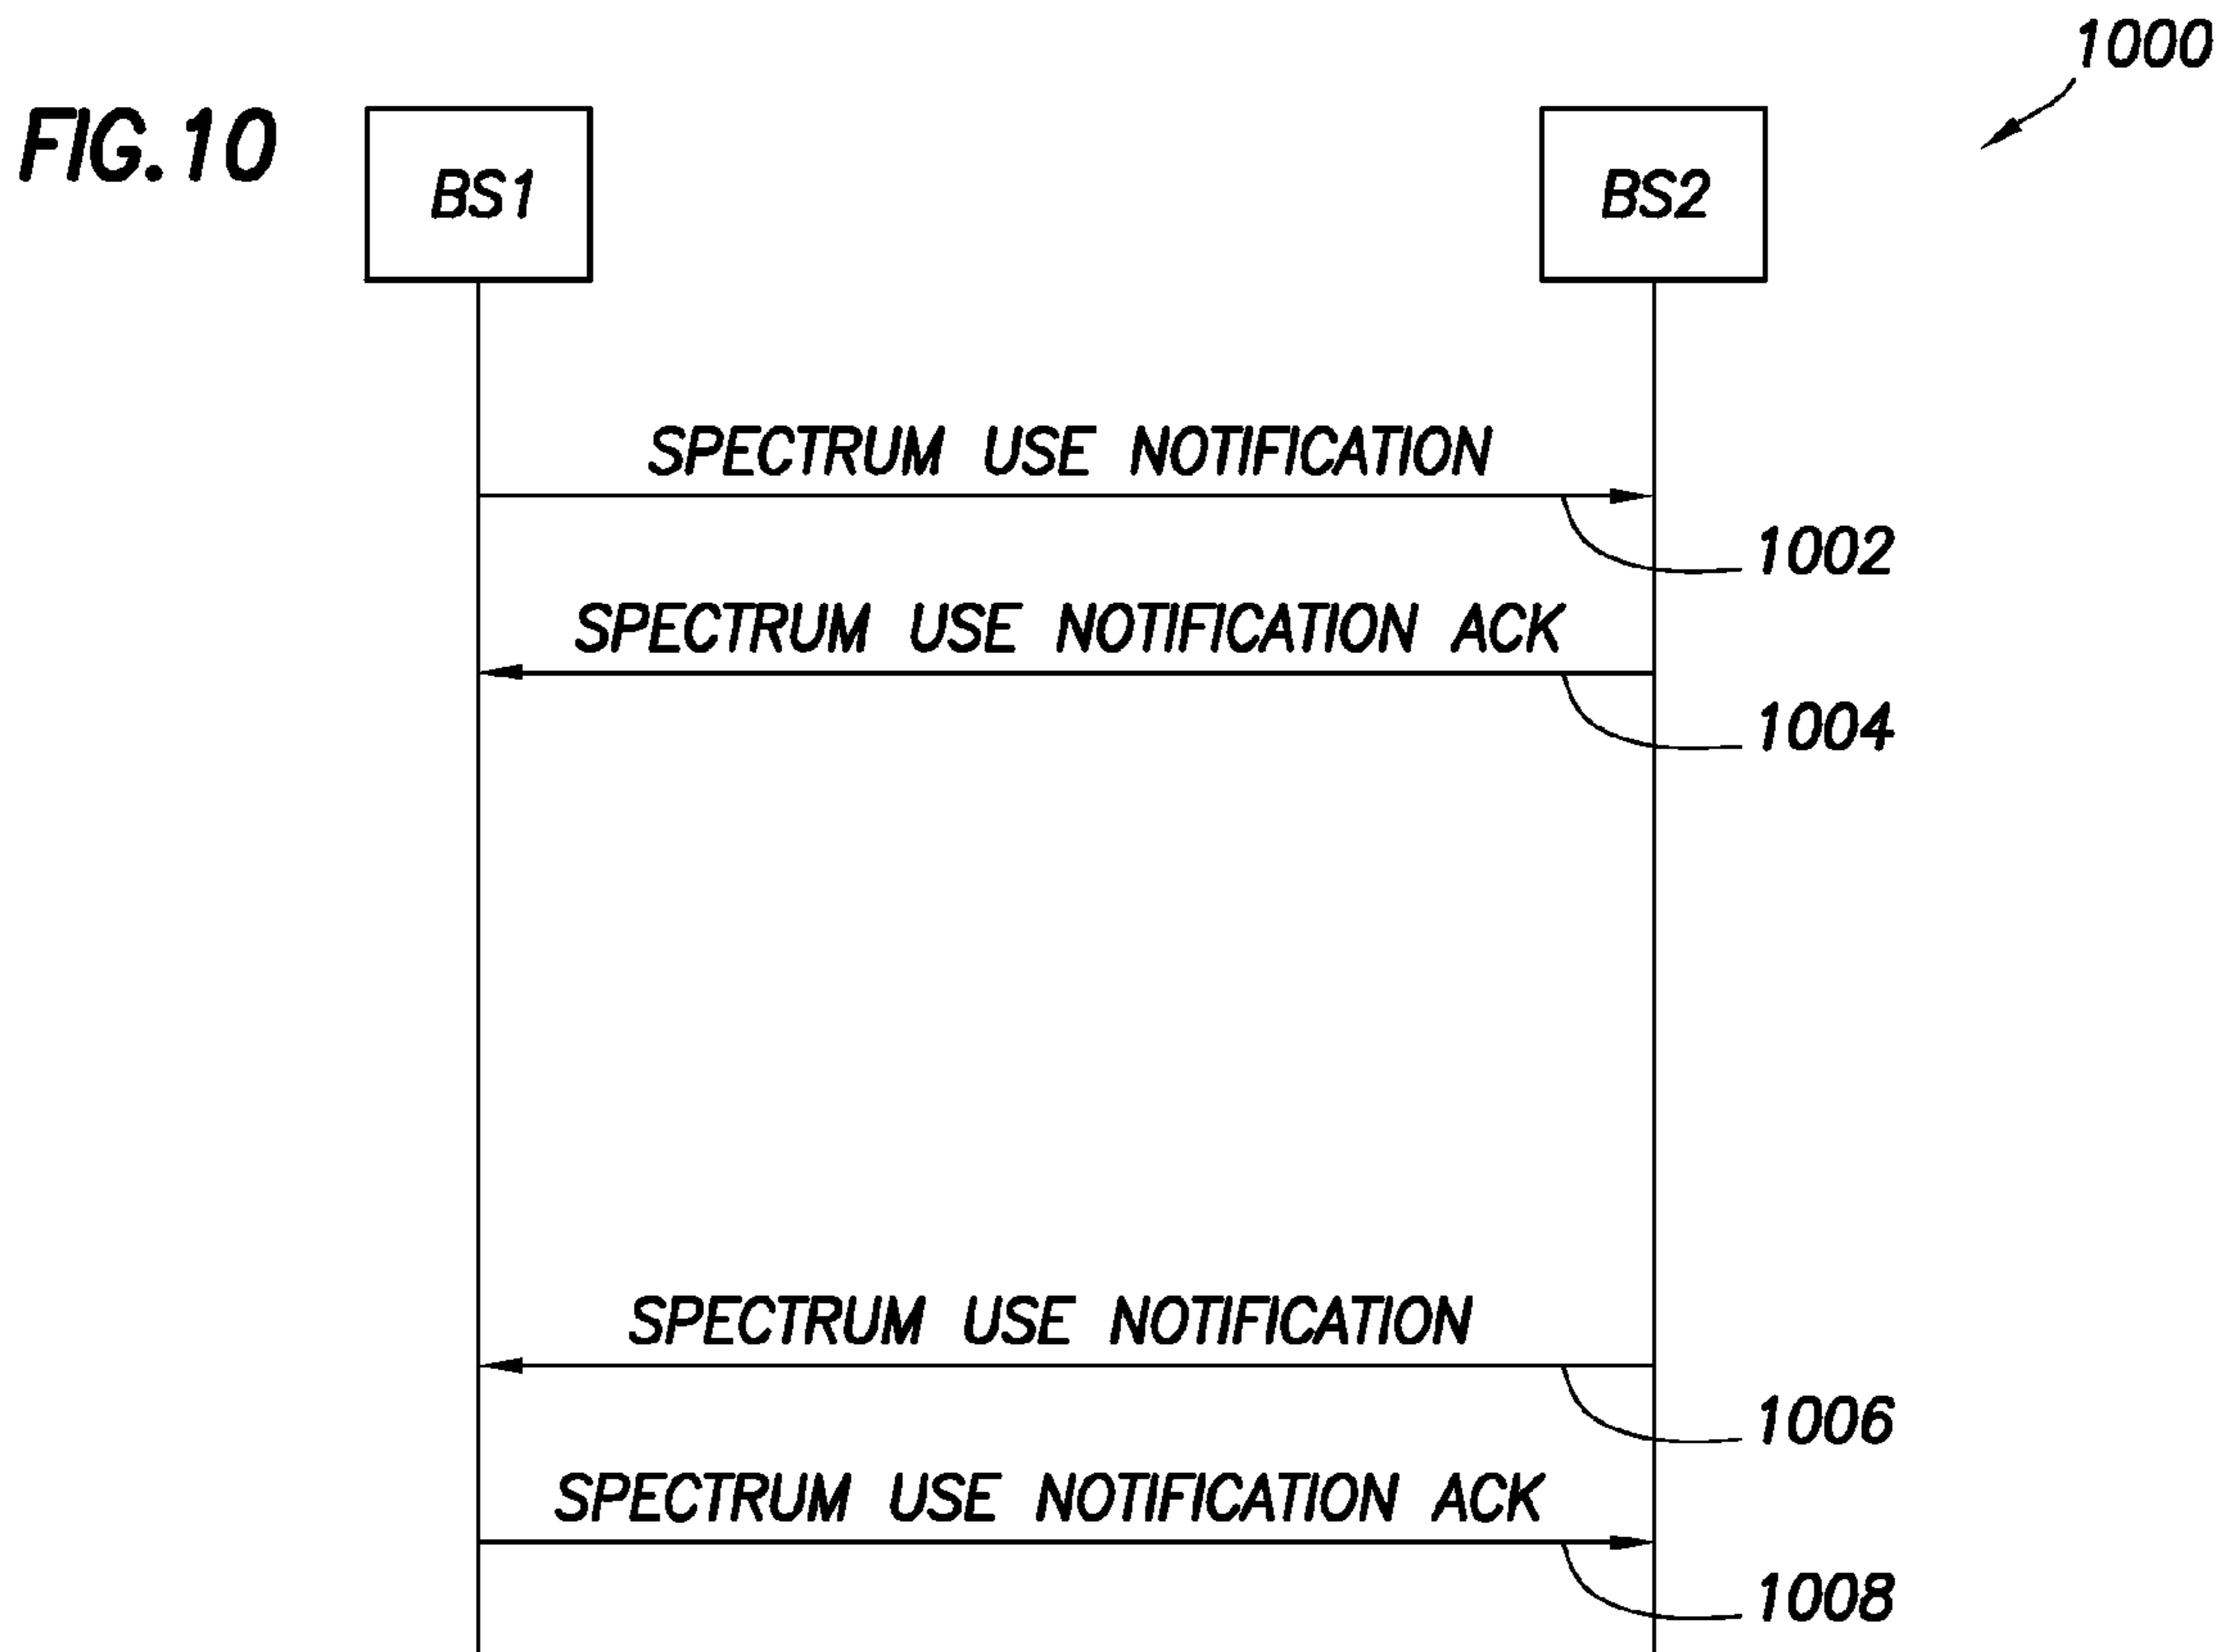 1000
FIG.10
BS1
BS2
SPECTRUM USE NOTIFICATION
1002
SPECTRUM USE NOTIFICATION ACK
1004
SPECTRUM USE NOTIFICATION
1006
SPECTRUM USE NOTIFICATION ACK
1008